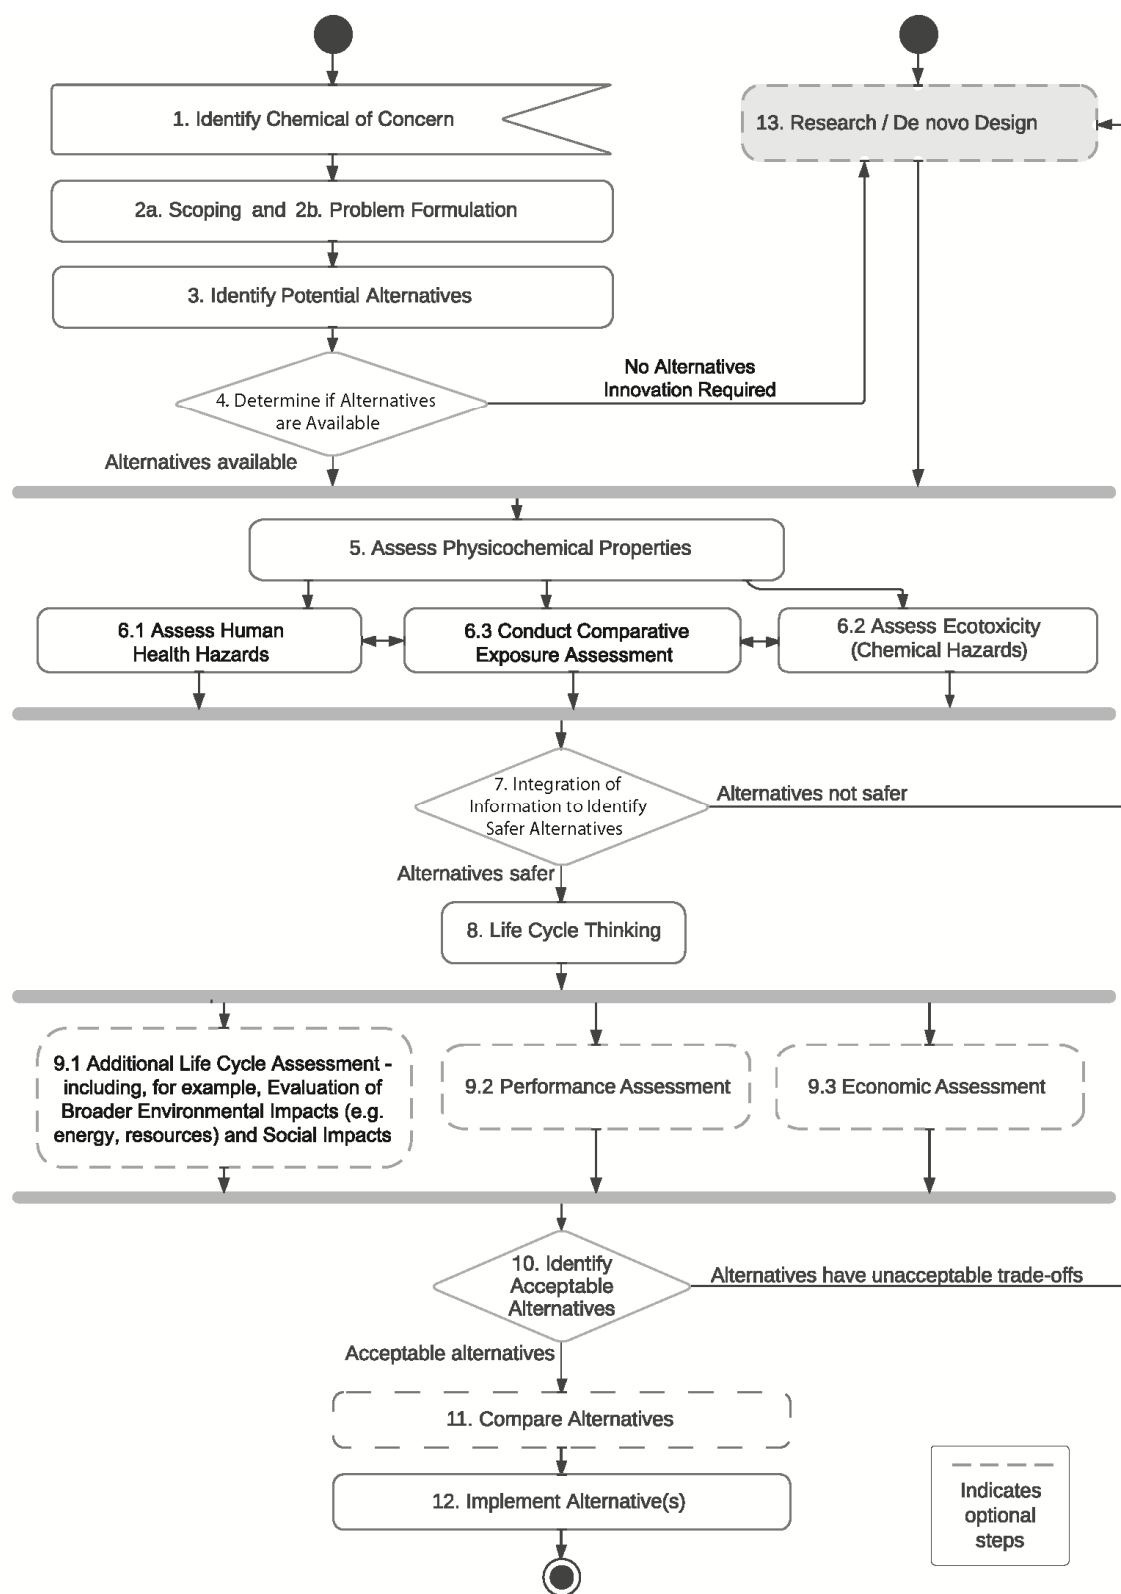 1. Identify Chemical of Concern
13. Research / De novo Design
2a. Scoping and 2b. Problem Formulation
3. Identify Potential Alternatives
No Alternatives
Innovation Required
4. Determine if Alternatives
are Available
Alternatives available
5. Assess Physicochemical Properties
6.1 Assess Human
Health Hazards
6.3 Conduct Comparative
Exposure Assessment
6.2 Assess Ecotoxicity
(Chemical Hazards)
7. Integration of
Information to Identify
Safer Alternatives
Alternatives not safer
Alternatives safer
8. Life Cycle Thinking
9.1 Additional Life Cycle Assessment -
including, for example, Evaluation of
Broader Environmental Impacts (e.g.
energy, resources) and Social Impacts
9.2 Performance Assessment
9.3 Economic Assessment
10. Identify
Acceptable
Alternatives
Alternatives have unacceptable trade-offs
Acceptable alternatives
11. Compare Alternatives
12. Implement Alternative(s)
Indicates
optional
steps